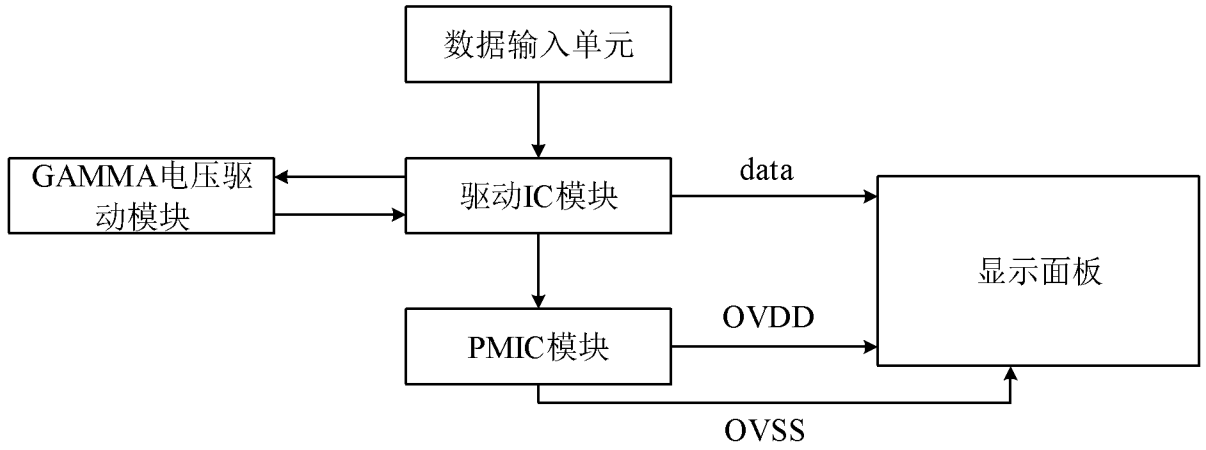 数据输入单元
GAMMA电压驱
动模块
驱动IC模块
data
显示面板
PMIC模块
OVDD
OVSS